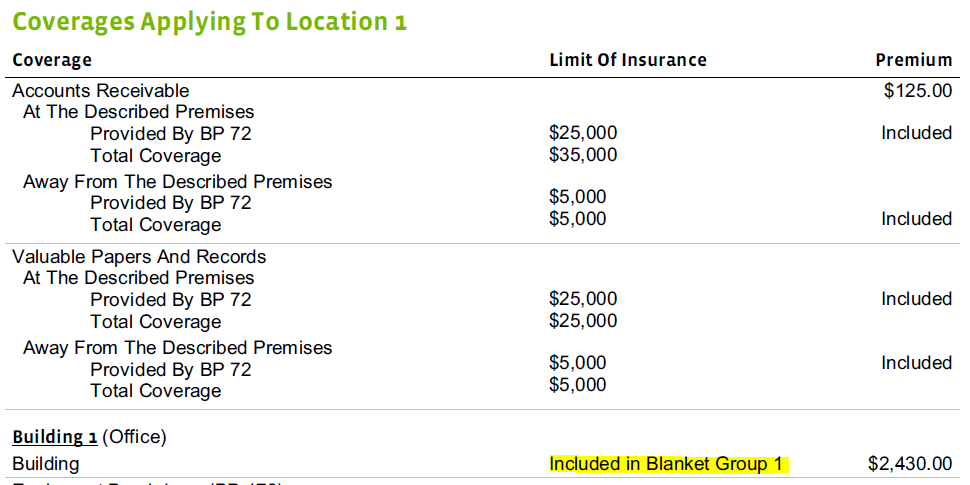 Coverages Applying To Location 1
Coverage Limit Of Insurance Premium
Accounts Receivable $125.00
At The Described Premises
Provided By BP 72 $25,000 Included
Total Coverage $35,000
Away From The Described Premises
Provided By BP 72 $5,000
Total Coverage $5,000 Included
Valuable Papers And Records
At The Described Premises
Provided By BP 72 $25,000 Included
Total Coverage $25,000
Away From The Described Premises
Provided By BP 72 $5,000 Included
Total Coverage $5,000
Building 1 (Office)
Building Included in Blanket Group 1 $2,430.00